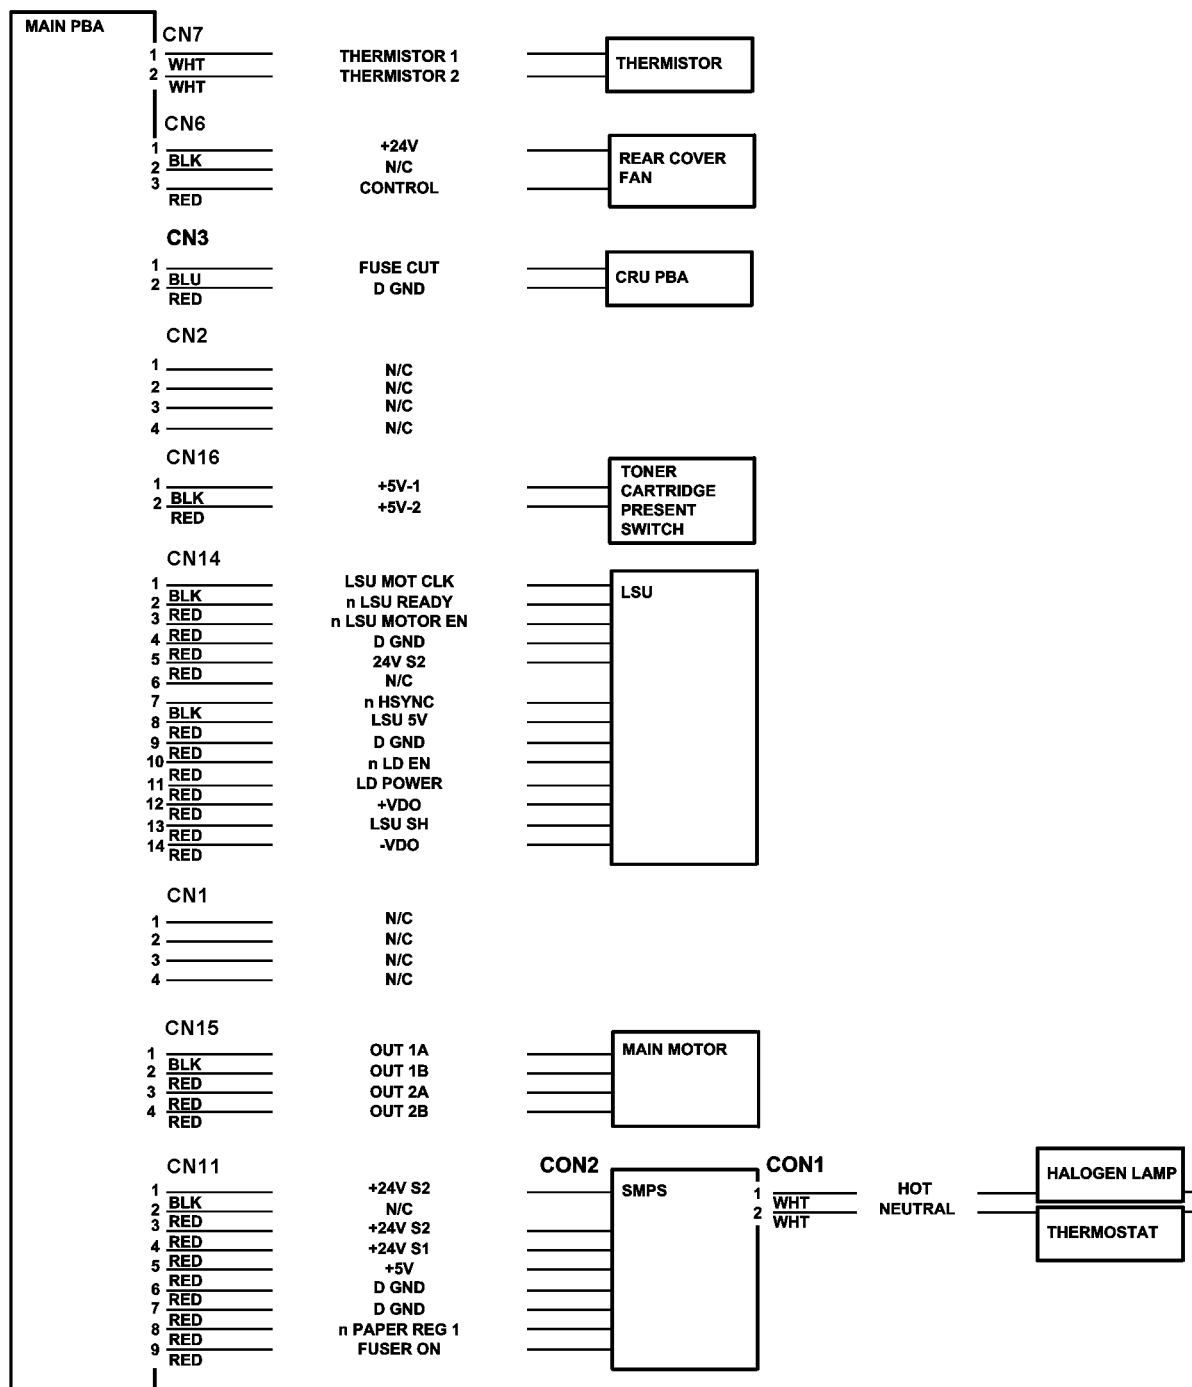 MAIN PBA
CN7
1 THERMISTOR 1
WHT
2 THERMISTOR 2
WHT
THERMISTOR
CN6
1 +24V
BLK
2 N/C
3 CONTROL
RED
REAR COVER
FAN
CN3
1 FUSE CUT
BLU
2 D GND
RED
CRU PBA
CN2
1 N/C
2 N/C
3 N/C
4 N/C
CN16
1 +5V-1
BLK
2 +5V-2
RED
TONER
CARTRIDGE
PRESENT
SWITCH
CN14
1 LSU MOT CLK
BLK
2 n LSU READY
RED
3 n LSU MOTOR EN
RED
4 D GND
RED
5 24V S2
RED
6 N/C
7 n HSYNC
BLK
8 LSU 5V
RED
9 D GND
RED
10 n LD EN
RED
11 LD POWER
RED
12 +VDO
RED
13 LSU SH
RED
14 -VDO
RED
LSU
CN1
1 N/C
2 N/C
3 N/C
4 N/C
CN15
1 OUT 1A
BLK
2 OUT 1B
RED
3 OUT 2A
RED
4 OUT 2B
RED
MAIN MOTOR
CN11
1 +24V S2
BLK
2 N/C
RED
3 +24V S2
RED
4 +24V S1
RED
5 +5V
RED
6 D GND
RED
7 D GND
RED
8 n PAPER REG 1
RED
9 FUSER ON
RED
CON2
SMPS
CON1
1 HOT
WHT
2 NEUTRAL
WHT
HALOGEN LAMP
THERMOSTAT